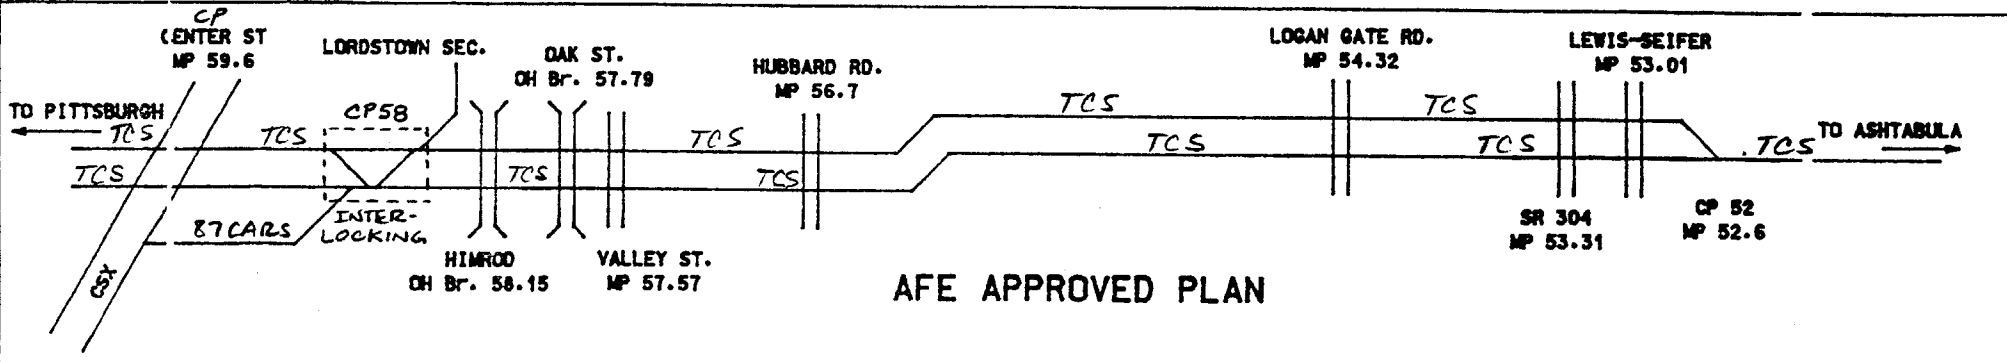 CP
CENTER ST
MP 59.6
LORDSTOWN SEC.
OAK ST.
OH Br. 57.79
HUBBARD RD.
MP 56.7
LOGAN GATE RD.
MP 54.32
LEWIS-SEIFER
MP 53.01
TO PITTSBURGH
TCS
TCS
CP58
TCS
TCS
TCS
TO ASHTABULA
TCS
TCS
TCS
TCS
TCS
TCS
87 CARS
INTER-
LOCKING
CSX
HIMROD
OH Br. 58.15
VALLEY ST.
MP 57.57
SR 304
MP 53.31
CP 52
MP 52.6
AFE APPROVED PLAN